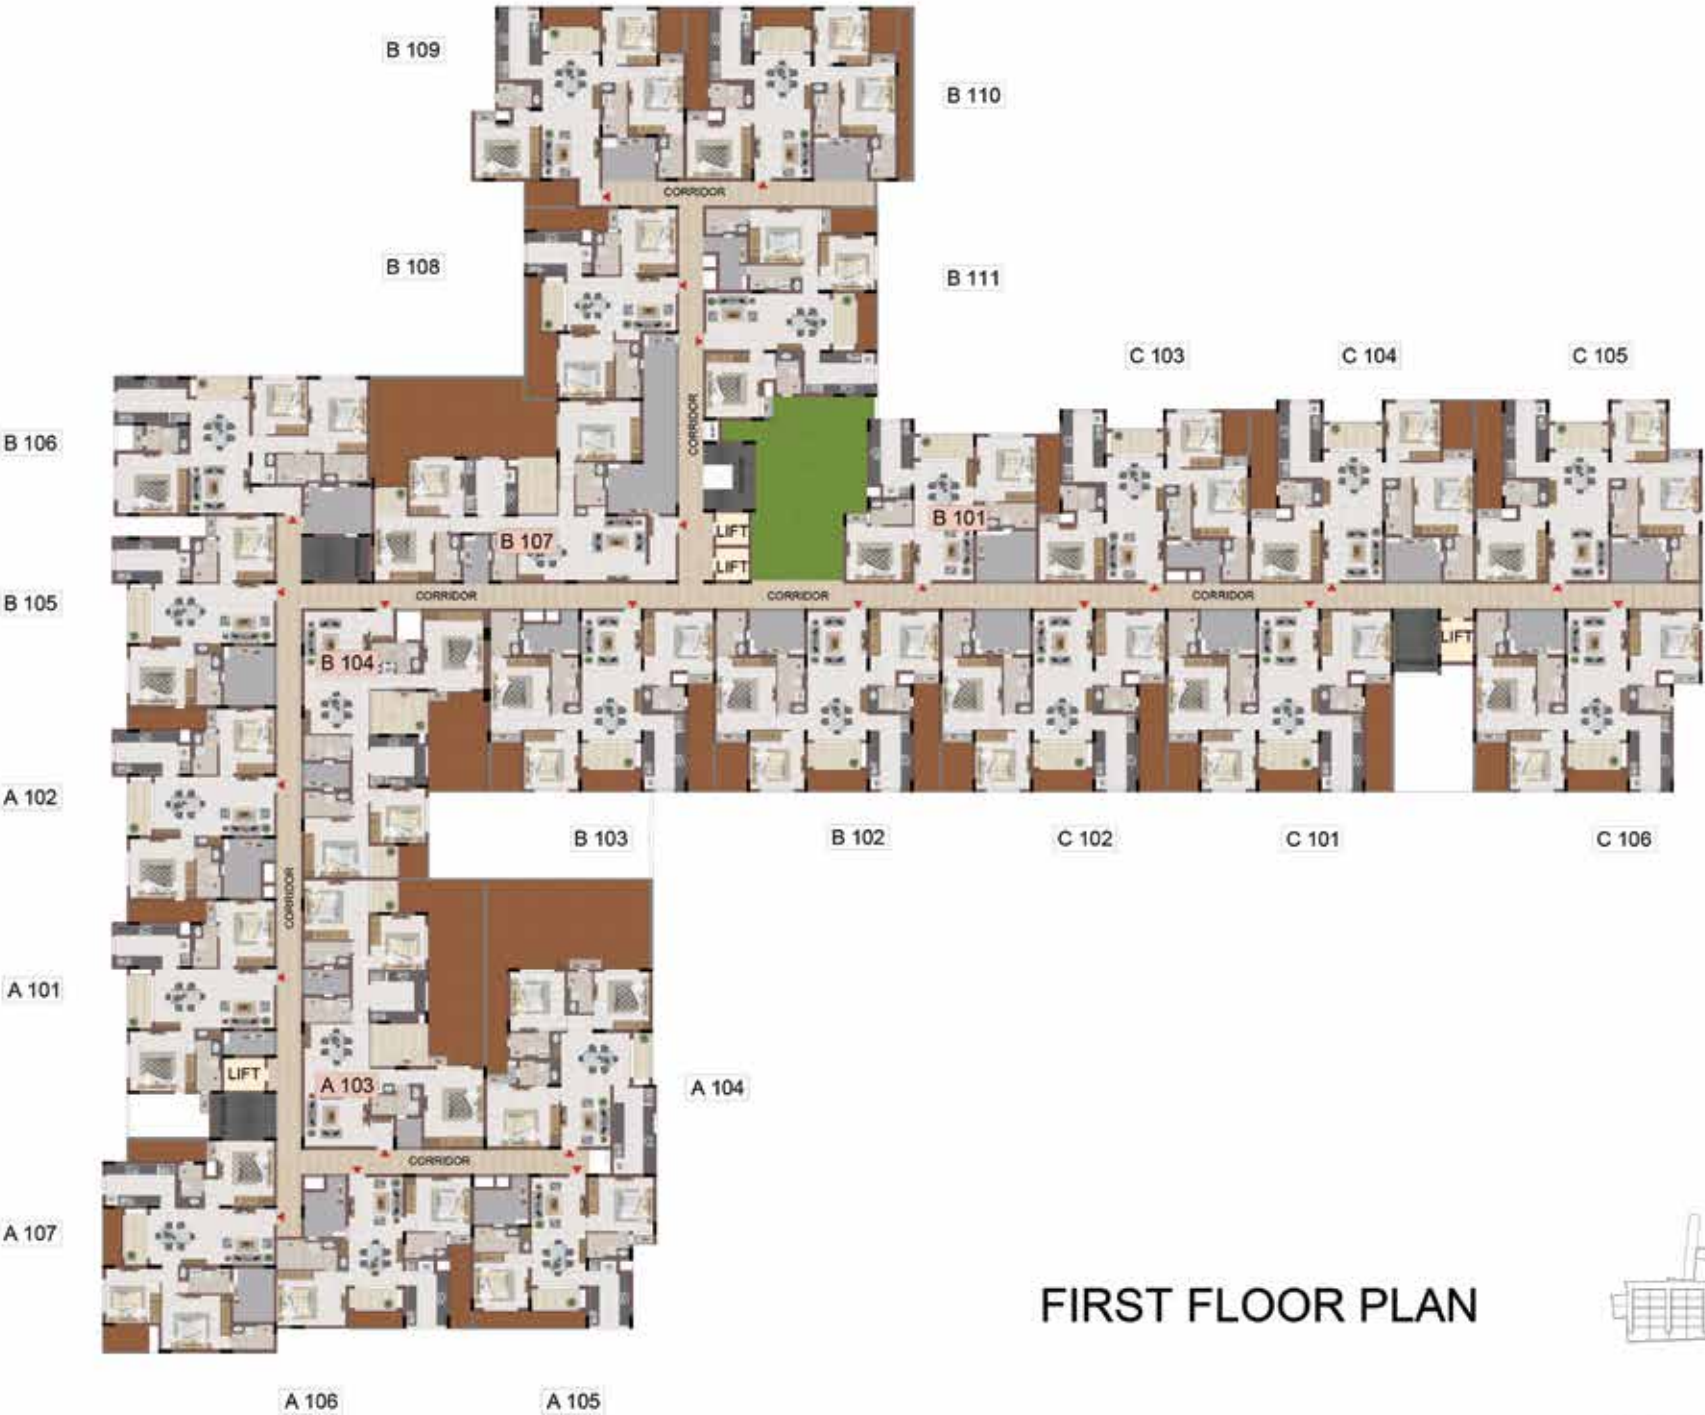 B 109
B 110
CORRIDOR
B 108
B 111
C 103
C 104
C 105
CORRIDOR
B 106
B 101
LIFT
B 107
LIFT
B 105
CORRIDOR
CORRIDOR
CORRIDOR
LIFT
B 104
A 102
B 103
B 102
C 102
C 101
C 106
CORRIDOR
A 101
LIFT
A 103
A 104
CORRIDOR
A 107
FIRST FLOOR PLAN
A 106
A 105